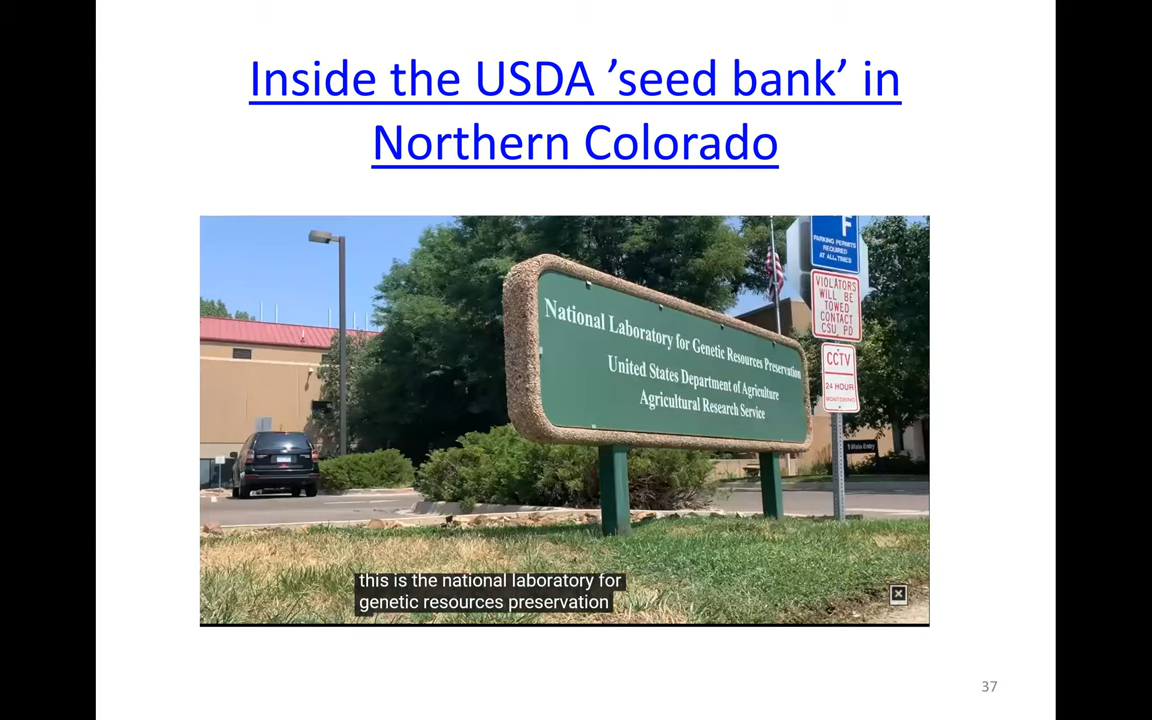 Inside the USDA ’seed bank’ in
Northern Colorado
F
PARKING PERMITS
REQUIRED
AT ALL TIMES
VIOLATORS
WILL BE
TOWED
CONTACT
CSU PD
CCTV
24 HOUR
MONITORING
National Laboratory for Genetic Resources Preservation
United States Department of Agriculture
Agricultural Research Service
Main Entry
this is the national laboratory for
genetic resources preservation
37